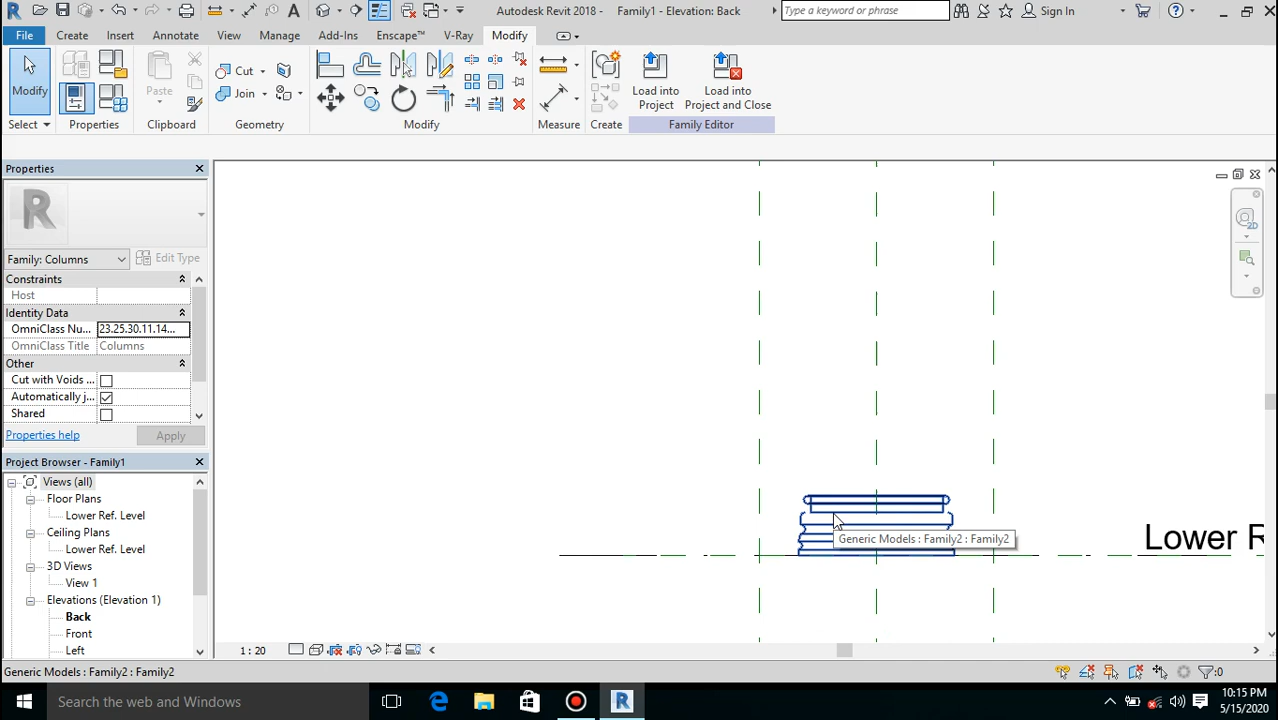 Autodesk Revit 2018 - Family1 - Elevation: Back
Type a keyword or phrase
Sign In
File Create Insert Annotate View Manage Add-Ins Enscape™ V-Ray Modify
Modify
Paste
Cut
Join
Load into Project
Load into Project and Close
Select Properties Clipboard Geometry Modify Measure Create Family Editor
Properties
R
Family: Columns
Edit Type
Constraints
Host
Identity Data
OmniClass Nu... 23.25.30.11.14...
OmniClass Title Columns
Other
Cut with Voids ...
Automatically j...
Shared
Properties help
Apply
Project Browser - Family1
Views (all)
Floor Plans
Lower Ref. Level
Ceiling Plans
Lower Ref. Level
3D Views
View 1
Elevations (Elevation 1)
Back
Front
Left
2D
Generic Models : Family2 : Family2
Lower R
1 : 20
Generic Models : Family2 : Family2
:0
Search the web and Windows
10:15 PM
5/15/2020